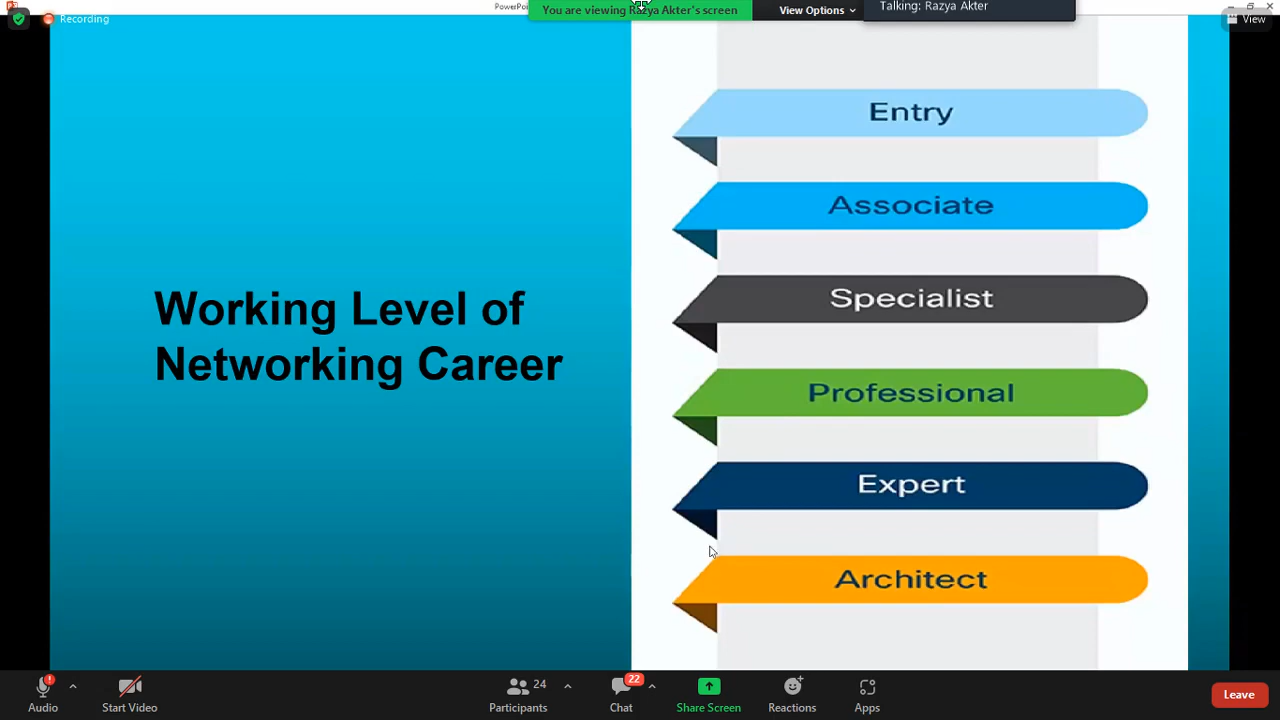 PowerPoi
You are viewing Razya Akter's screen
View Options
Talking: Razya Akter
Recording
View
Entry
Associate
Specialist
Professional
Expert
Architect
Working Level of
Networking Career
24
22
Audio
Start Video
Participants
Chat
Share Screen
Reactions
Apps
Leave